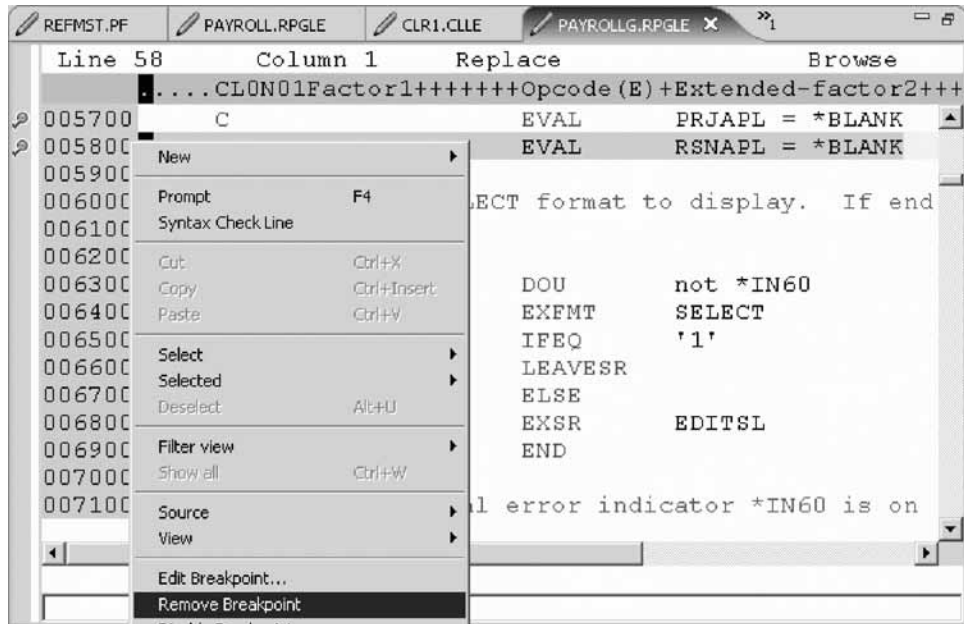 REFMST.PF PAYROLL.RPGLE CLR1.CLLE PAYROLLG.RPGLE X »1
Line 58 Column 1 Replace Browse
.....CL0N01Factor1+++++++Opcode(E)+Extended-factor2+++
005700 C EVAL PRJAPL = *BLANK
005800 EVAL RSNAPL = *BLANK
005900
006000 LECT format to display. If end
006100
006200
006300 DOU not *IN60
006400 EXFMT SELECT
006500 IFEQ '1'
006600 LEAVESR
006700 ELSE
006800 EXSR EDITSL
006900 END
007000
007100 error indicator *IN60 is on
New
Prompt F4
Syntax Check Line
Cut Ctrl+X
Copy Ctrl+Insert
Paste Ctrl+V
Select
Selected
Deselect Alt+U
Filter view
Show all Ctrl+W
Source
View
Edit Breakpoint...
Remove Breakpoint